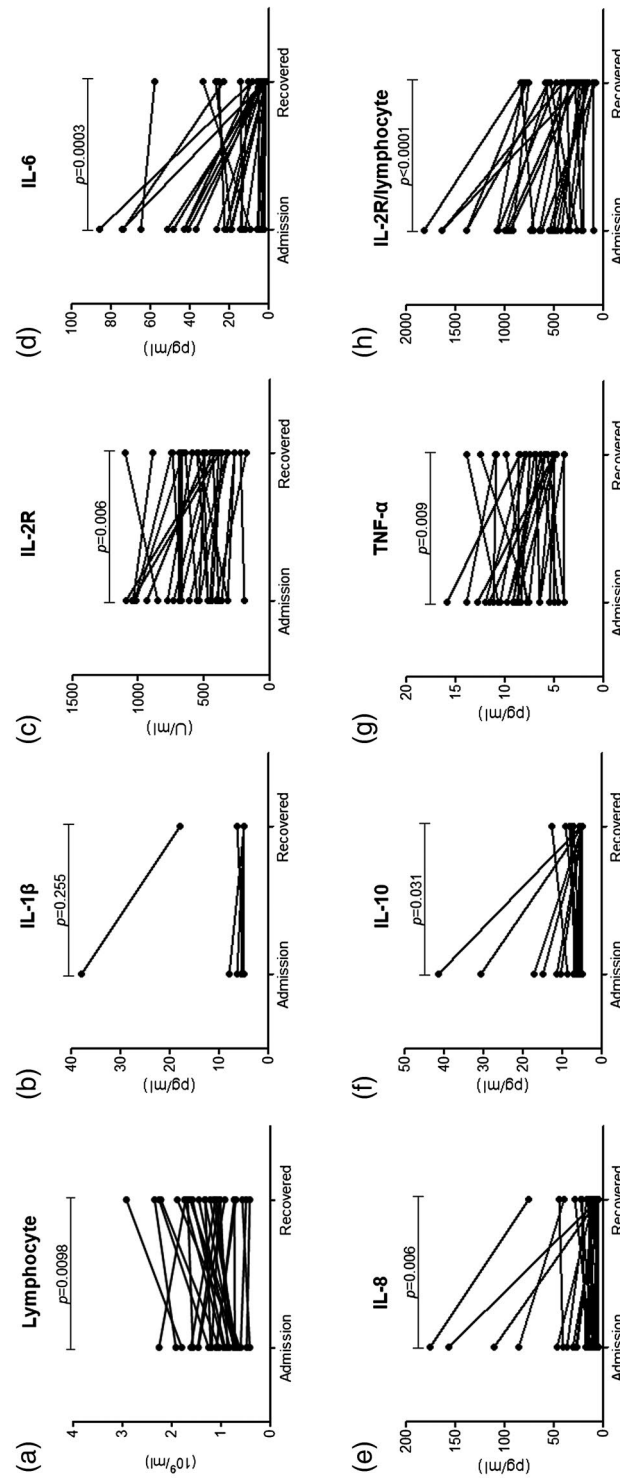 (a)
Lymphocyte
p=0.0098
(10⁹/ml)
4
3
2
1
0
Admission
Recovered
(b)
IL-1β
p=0.255
(pg/ml)
40
30
20
10
0
Admission
Recovered
(c)
IL-2R
p=0.006
(U/ml)
1500
1000
500
0
Admission
Recovered
(d)
IL-6
p=0.0003
(pg/ml)
100
80
60
40
20
0
Admission
Recovered
(e)
IL-8
p=0.006
(pg/ml)
200
150
100
50
0
Admission
Recovered
(f)
IL-10
p=0.031
(pg/ml)
50
40
30
20
10
0
Admission
Recovered
(g)
TNF-α
p=0.009
(pg/ml)
20
15
10
5
0
Admission
Recovered
(h)
IL-2R/lymphocyte
p<0.0001
(pg/ml)
2000
1500
1000
500
0
Admission
Recovered